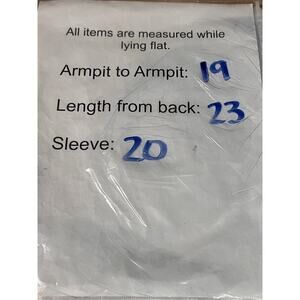 All items are measured while
lying flat.
Armpit to Armpit: 19
Length from back: 23
Sleeve: 20